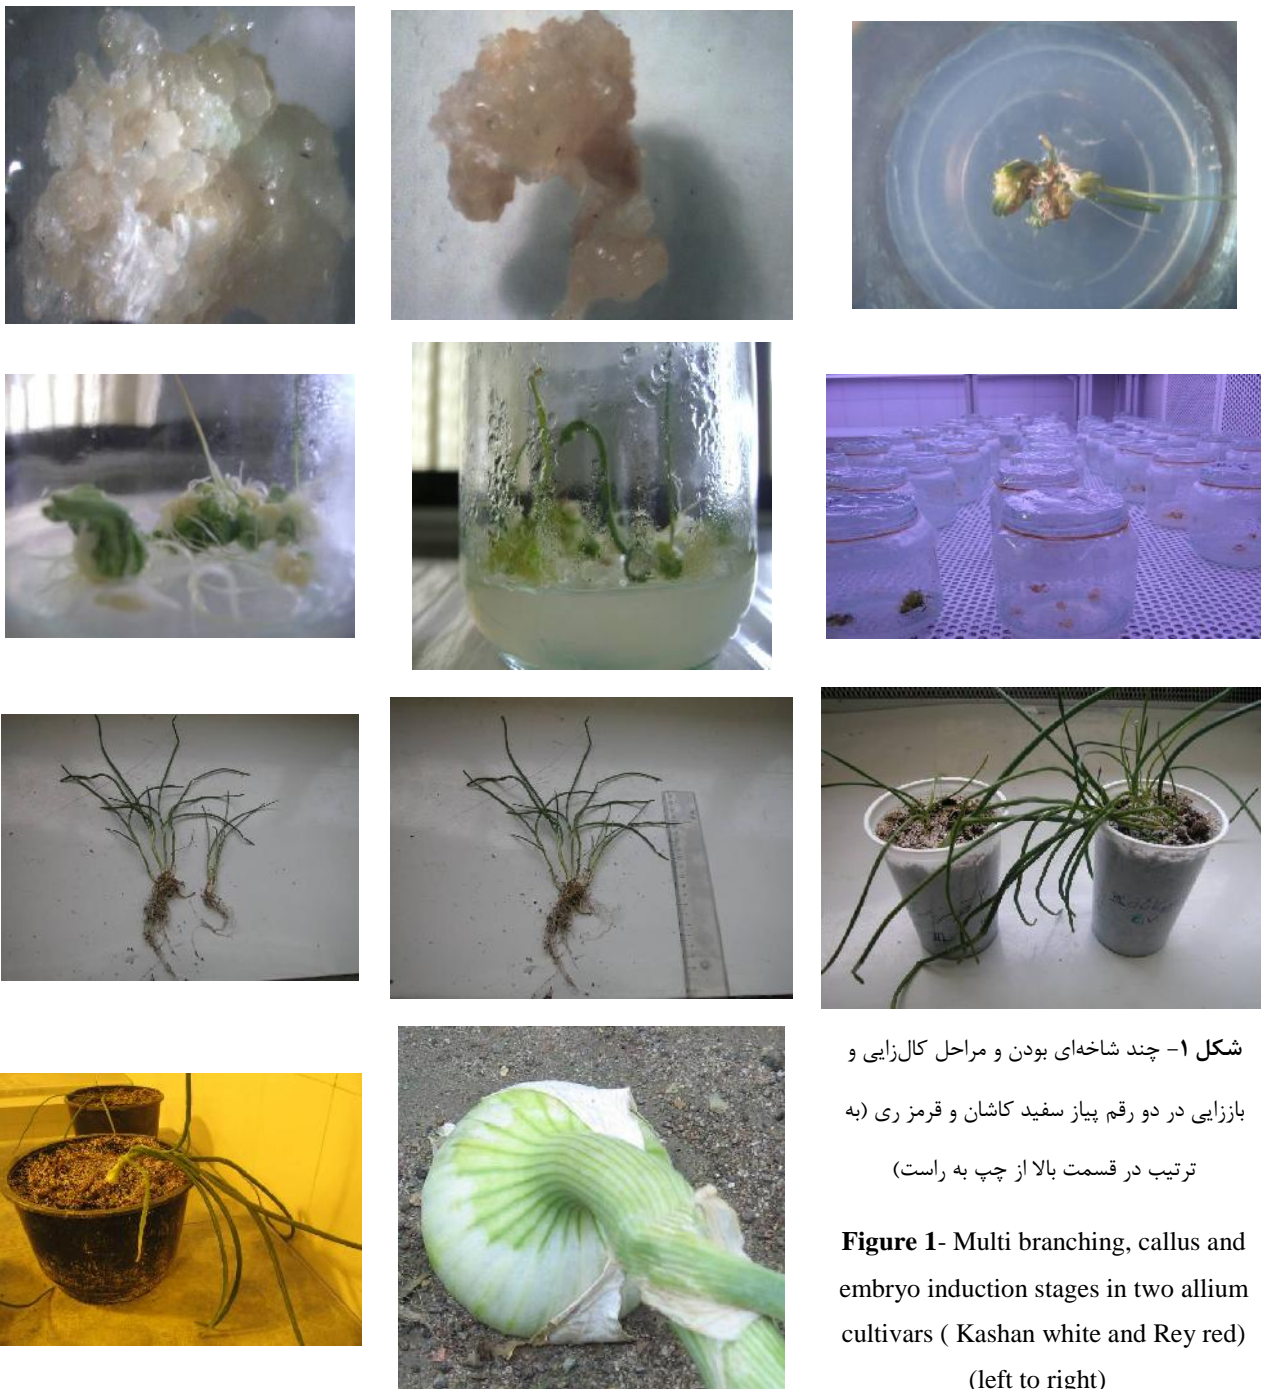 شکل ۱- چند شاخه‌ای بودن و مراحل کال‌زایی و
باززایی در دو رقم پیاز سفید کاشان و قرمز ری (به
ترتیب در قسمت بالا از چپ به راست)
Figure 1- Multi branching, callus and
embryo induction stages in two allium
cultivars ( Kashan white and Rey red)
(left to right)